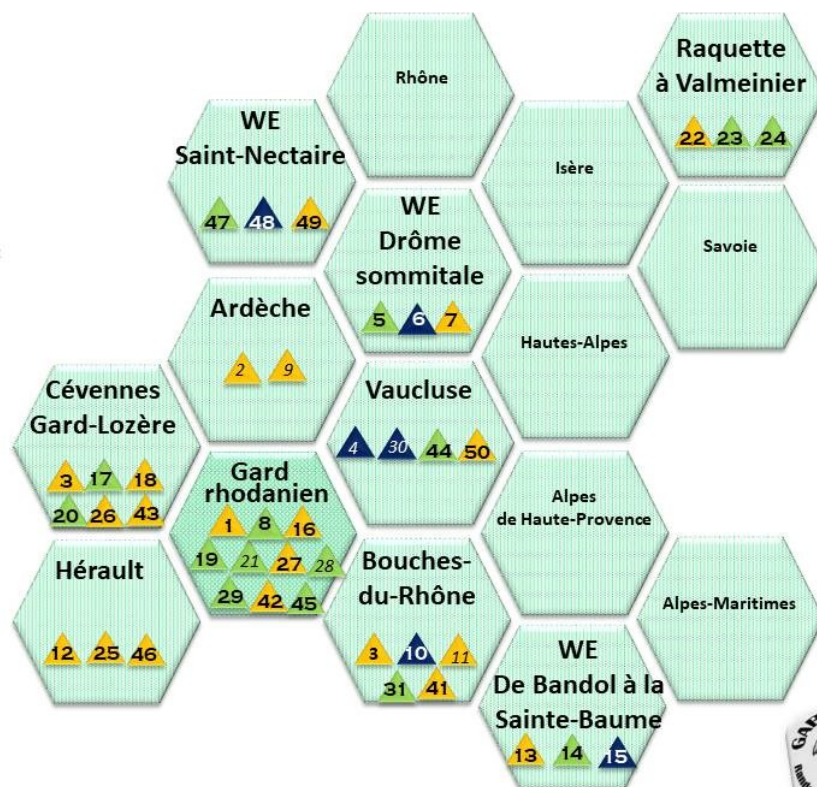 Rhône
Raquette
à Valmeinier
22 23 24
WE
Saint-Nectaire
47 48 49
Isère
WE
Drôme
sommitale
5 6 7
Savoie
Ardèche
2 9
Hautes-Alpes
Cévennes
Gard-Lozère
3 17 18
20 26 43
Vaucluse
4 30 44 50
Gard
rhodanien
1 8 16
19 21 27 28
29 42 45
Alpes
de Haute-Provence
Hérault
12 25 46
Bouches-
du-Rhône
3 10 11
31 41
Alpes-Maritimes
WE
De Bandol à la
Sainte-Baume
13 14 15